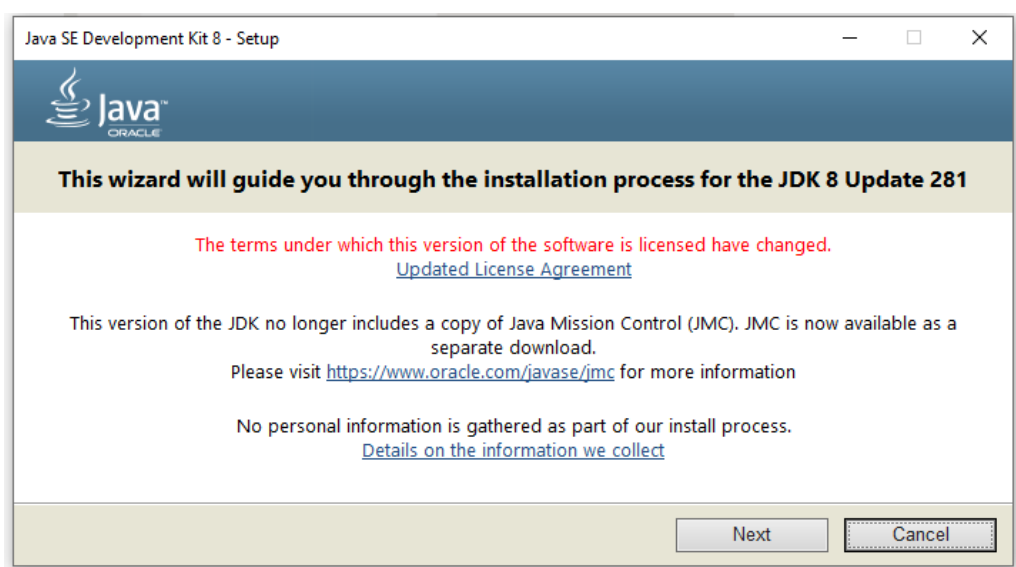 Java SE Development Kit 8 - Setup
Java™
ORACLE
This wizard will guide you through the installation process for the JDK 8 Update 281
The terms under which this version of the software is licensed have changed.
Updated License Agreement
This version of the JDK no longer includes a copy of Java Mission Control (JMC). JMC is now available as a
separate download.
Please visit https://www.oracle.com/javase/jmc for more information
No personal information is gathered as part of our install process.
Details on the information we collect
Next Cancel